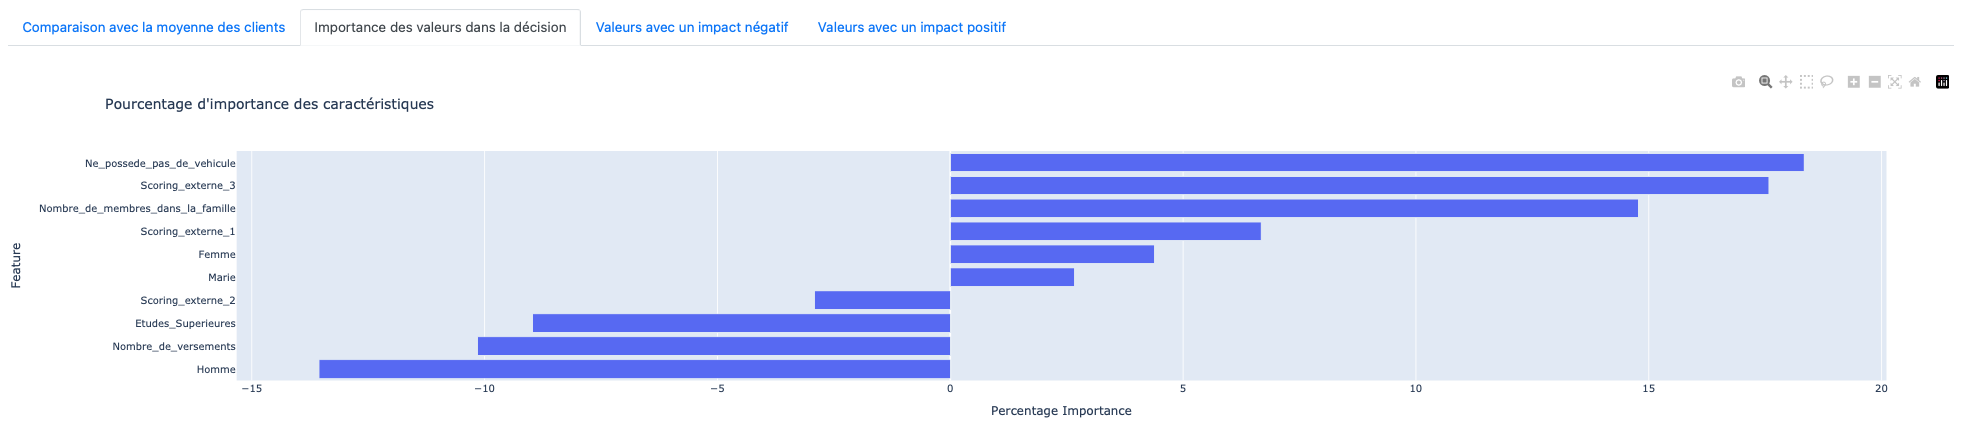 Comparaison avec la moyenne des clients
Importance des valeurs dans la décision
Valeurs avec un impact négatif
Valeurs avec un impact positif
Pourcentage d'importance des caractéristiques
Feature
Ne_possede_pas_de_vehicule
Scoring_externe_3
Nombre_de_membres_dans_la_famille
Scoring_externe_1
Femme
Marie
Scoring_externe_2
Etudes_Superieures
Nombre_de_versements
Homme
−15 −10 −5 0 5 10 15 20
Percentage Importance